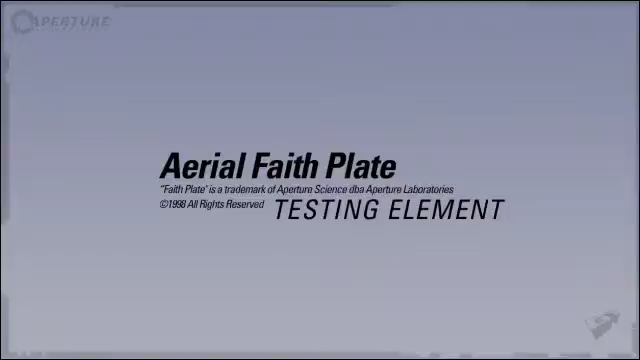 APERTURE
Aerial Faith Plate
"Faith Plate" is a trademark of Aperture Science dba Aperture Laboratories
©1998 All Rights Reserved TESTING ELEMENT